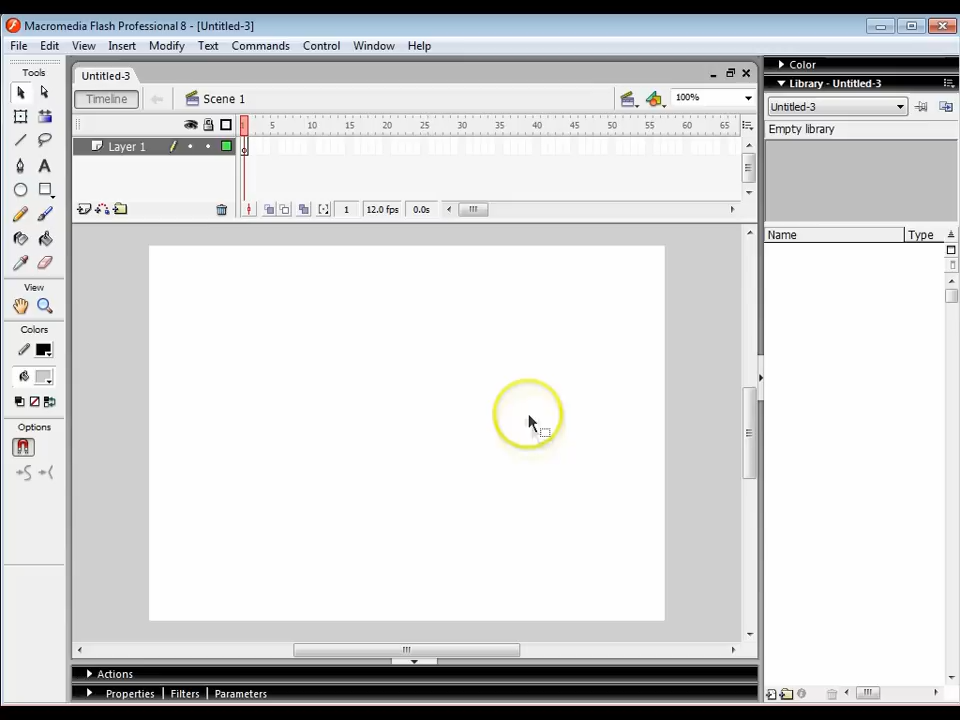 Macromedia Flash Professional 8 - [Untitled-3]
File Edit View Insert Modify Text Commands Control Window Help
Tools
Untitled-3
Timeline
Scene 1
100%
5 10 15 20 25 30 35 40 45 50 55 60 65
Layer 1
1 12.0 fps 0.0s
View
Colors
Options
Color
Library - Untitled-3
Untitled-3
Empty library
Name Type
Actions
Properties Filters Parameters